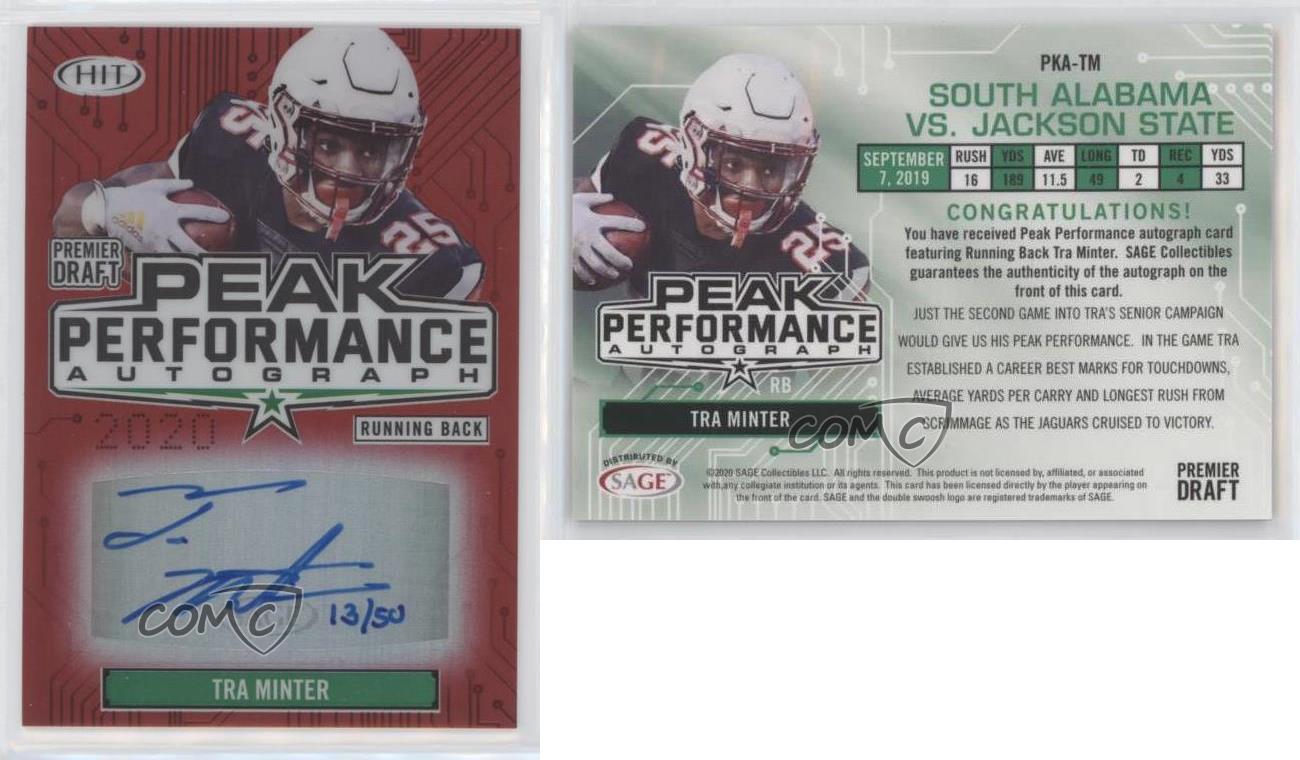 HIT
PREMIER
DRAFT
PEAK
PERFORMANCE
AUTOGRAPH
2020
RUNNING BACK
13/50
COMC
TRA MINTER
25
PKA-TM
SOUTH ALABAMA
VS. JACKSON STATE
SEPTEMBER 7, 2019 RUSH YDS AVE LONG TD REC YDS
16 189 11.5 49 2 4 33
CONGRATULATIONS!
You have received Peak Performance autograph card
featuring Running Back Tra Minter. SAGE Collectibles
guarantees the authenticity of the autograph on the
front of this card.
JUST THE SECOND GAME INTO TRA'S SENIOR CAMPAIGN
WOULD GIVE US HIS PEAK PERFORMANCE. IN THE GAME TRA
ESTABLISHED A CAREER BEST MARKS FOR TOUCHDOWNS,
AVERAGE YARDS PER CARRY AND LONGEST RUSH FROM
SCRIMMAGE AS THE JAGUARS CRUISED TO VICTORY.
25
PEAK
PERFORMANCE
AUTOGRAPH
RB
TRA MINTER
COMC
DISTRIBUTED BY
SAGE
©2020 SAGE Collectibles LLC. All rights reserved. This product is not licensed by, affiliated, or associated
with,any collegiate institution or its agents. This card has been licensed directly by the player appearing on
the front of the card. SAGE and the double swoosh logo are registered trademarks of SAGE.
PREMIER
DRAFT